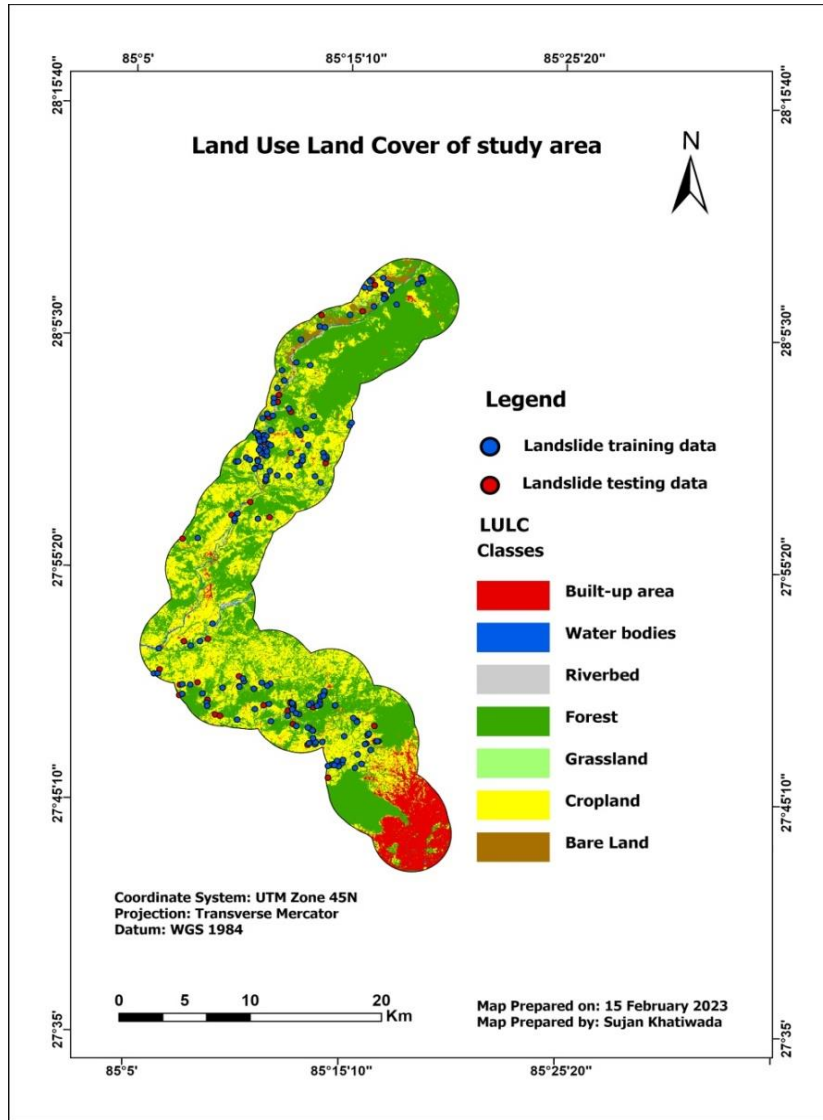 85°5' 85°15'10" 85°25'20"
28°15'40" 28°15'40"
Land Use Land Cover of study area
N
28°5'30" 28°5'30"
Legend
Landslide training data
Landslide testing data
LULC
Classes
27°55'20" 27°55'20"
Built-up area
Water bodies
Riverbed
Forest
Grassland
Cropland
27°45'10" 27°45'10"
Bare Land
Coordinate System: UTM Zone 45N
Projection: Transverse Mercator
Datum: WGS 1984
0 5 10 20
Km
Map Prepared on: 15 February 2023
Map Prepared by: Sujan Khatiwada
27°35' 27°35'
85°5' 85°15'10" 85°25'20"